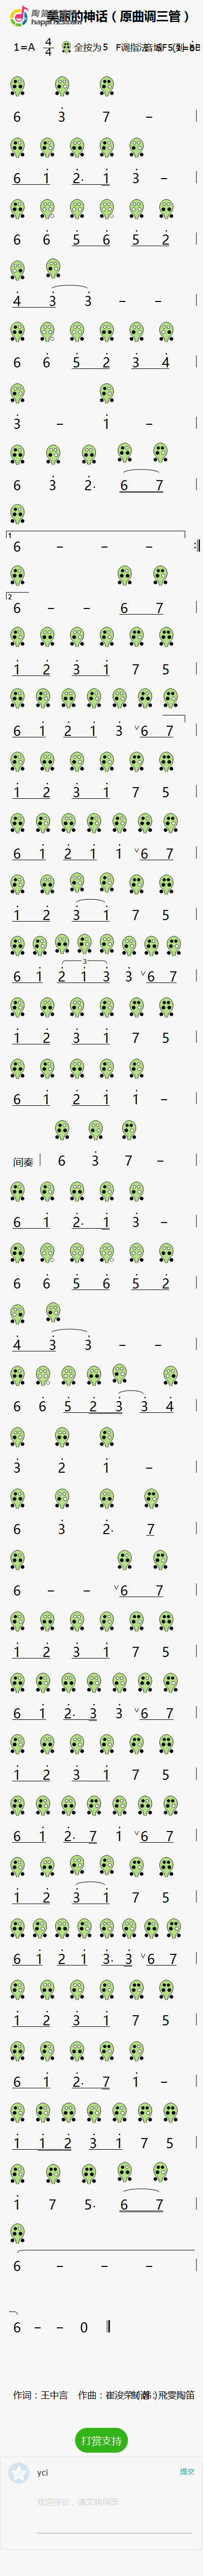 陶笛谱资讯
happrhcs.com
美丽的神话（原曲调三管）
1=A 4/4 全按为5 F调指法
6 3 7 –
6 1 2· 1 3 –
6 6 5 6 5 2
4 3 3 – –
6 6 5 2 3 4
3 – 1 –
6 3 2· 6 7
1
6 – – – :
2
6 – – 6 7
1 2 3 1 7 5
6 1 2 1 3 ∨ 6 7
1 2 3 1 7 5
6 1 2 1 1 ∨ 6 7
1 2 3 1 7 5
3
6 1 2 1 3 3 ∨ 6 7
1 2 3 1 7 5
6 1 2 1 1 –
间奏 6 3 7 –
6 1 2· 1 3 –
6 6 5 6 5 2
4 3 3 – –
6 6 5 2 3 3 4
3 2 1 –
6 3 2· 7
6 – – ∨ 6 7
1 2 3 1 7 5
6 1 2· 3 3 ∨ 6 7
1 2 3 1 7 5
6 1 2· 7 1 ∨ 6 7
1 2 3 1 7 5
6 1 2 1 3· 3 ∨ 6 7
1 2 3 1 7 5
6 1 2· 7 1 –
1 1 2 3 1 7 5
1 7 5· 6 7
6 – – –
6 – – 0
作词：王中言 作曲：崔浚荣(韩) 制谱：飛雯陶笛
打赏支持
yci 提交
欢迎评论，请文明用语